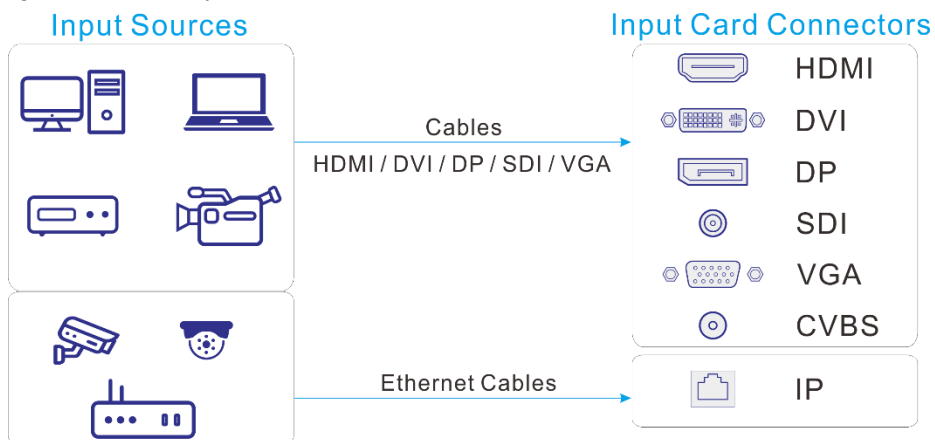 Input Sources
Input Card Connectors
HDMI
DVI
Cables
HDMI / DVI / DP / SDI / VGA
DP
SDI
VGA
CVBS
Ethernet Cables
IP